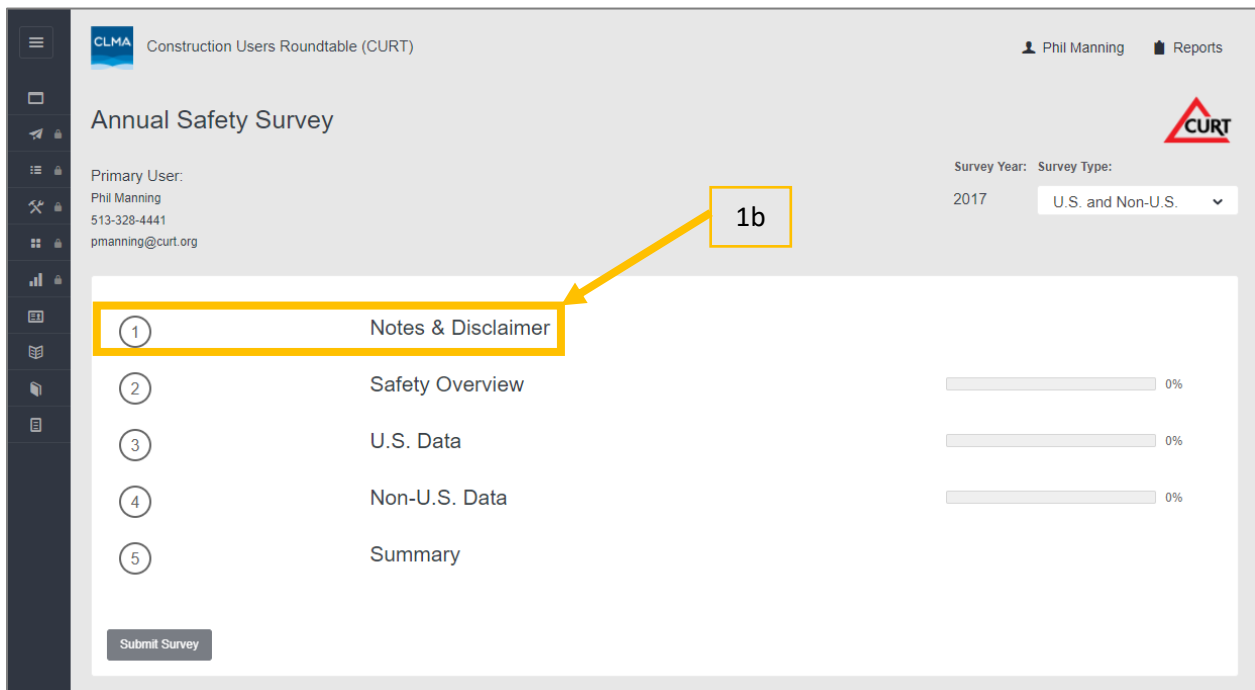 CLMA
Construction Users Roundtable (CURT)
Phil Manning
Reports
Annual Safety Survey
CURT
Primary User:
Phil Manning
513-328-4441
pmanning@curt.org
Survey Year: Survey Type:
2017 U.S. and Non-U.S.
1b
1 Notes & Disclaimer
2 Safety Overview 0%
3 U.S. Data 0%
4 Non-U.S. Data 0%
5 Summary
Submit Survey